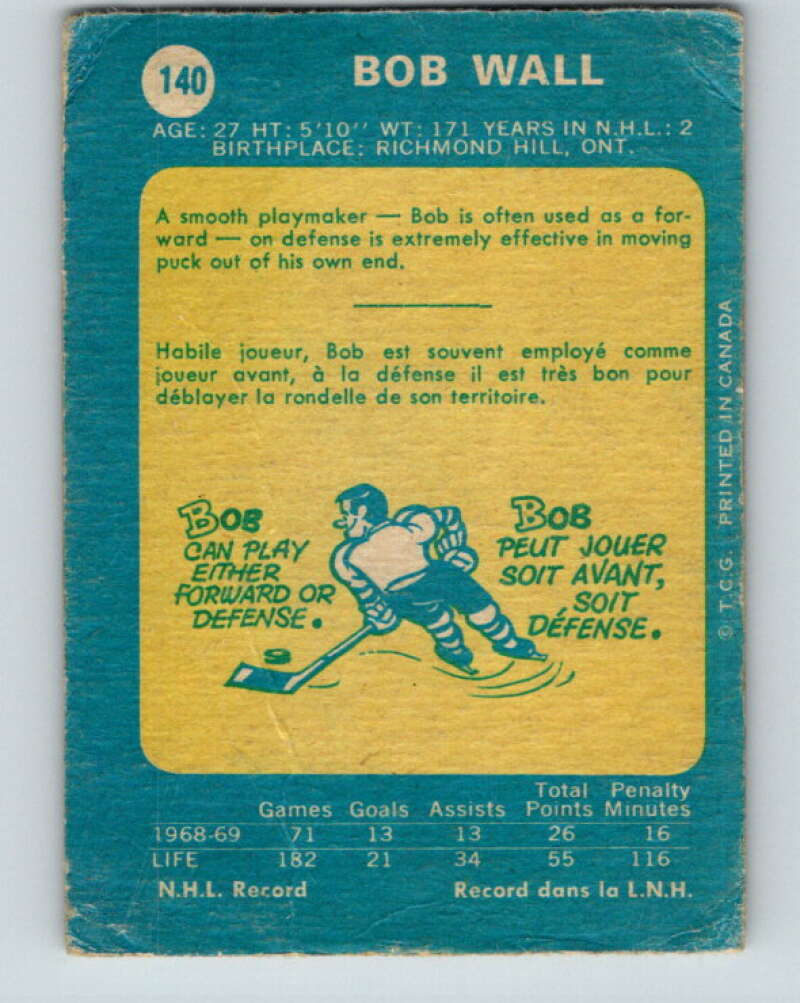 140
BOB WALL
AGE: 27 HT: 5'10'' WT: 171 YEARS IN N.H.L.: 2
BIRTHPLACE: RICHMOND HILL, ONT.
A smooth playmaker — Bob is often used as a for-
ward — on defense is extremely effective in moving
puck out of his own end.
Habile joueur, Bob est souvent employé comme
joueur avant, à la défense il est très bon pour
déblayer la rondelle de son territoire.
BOB
CAN PLAY
EITHER
FORWARD OR
DEFENSE.
9
BOB
PEUT JOUER
SOIT AVANT,
SOIT
DÉFENSE.
© T.C.G. PRINTED IN CANADA
Total Penalty
Games Goals Assists Points Minutes
1968-69 71 13 13 26 16
LIFE 182 21 34 55 116
N.H.L. Record Record dans la L.N.H.